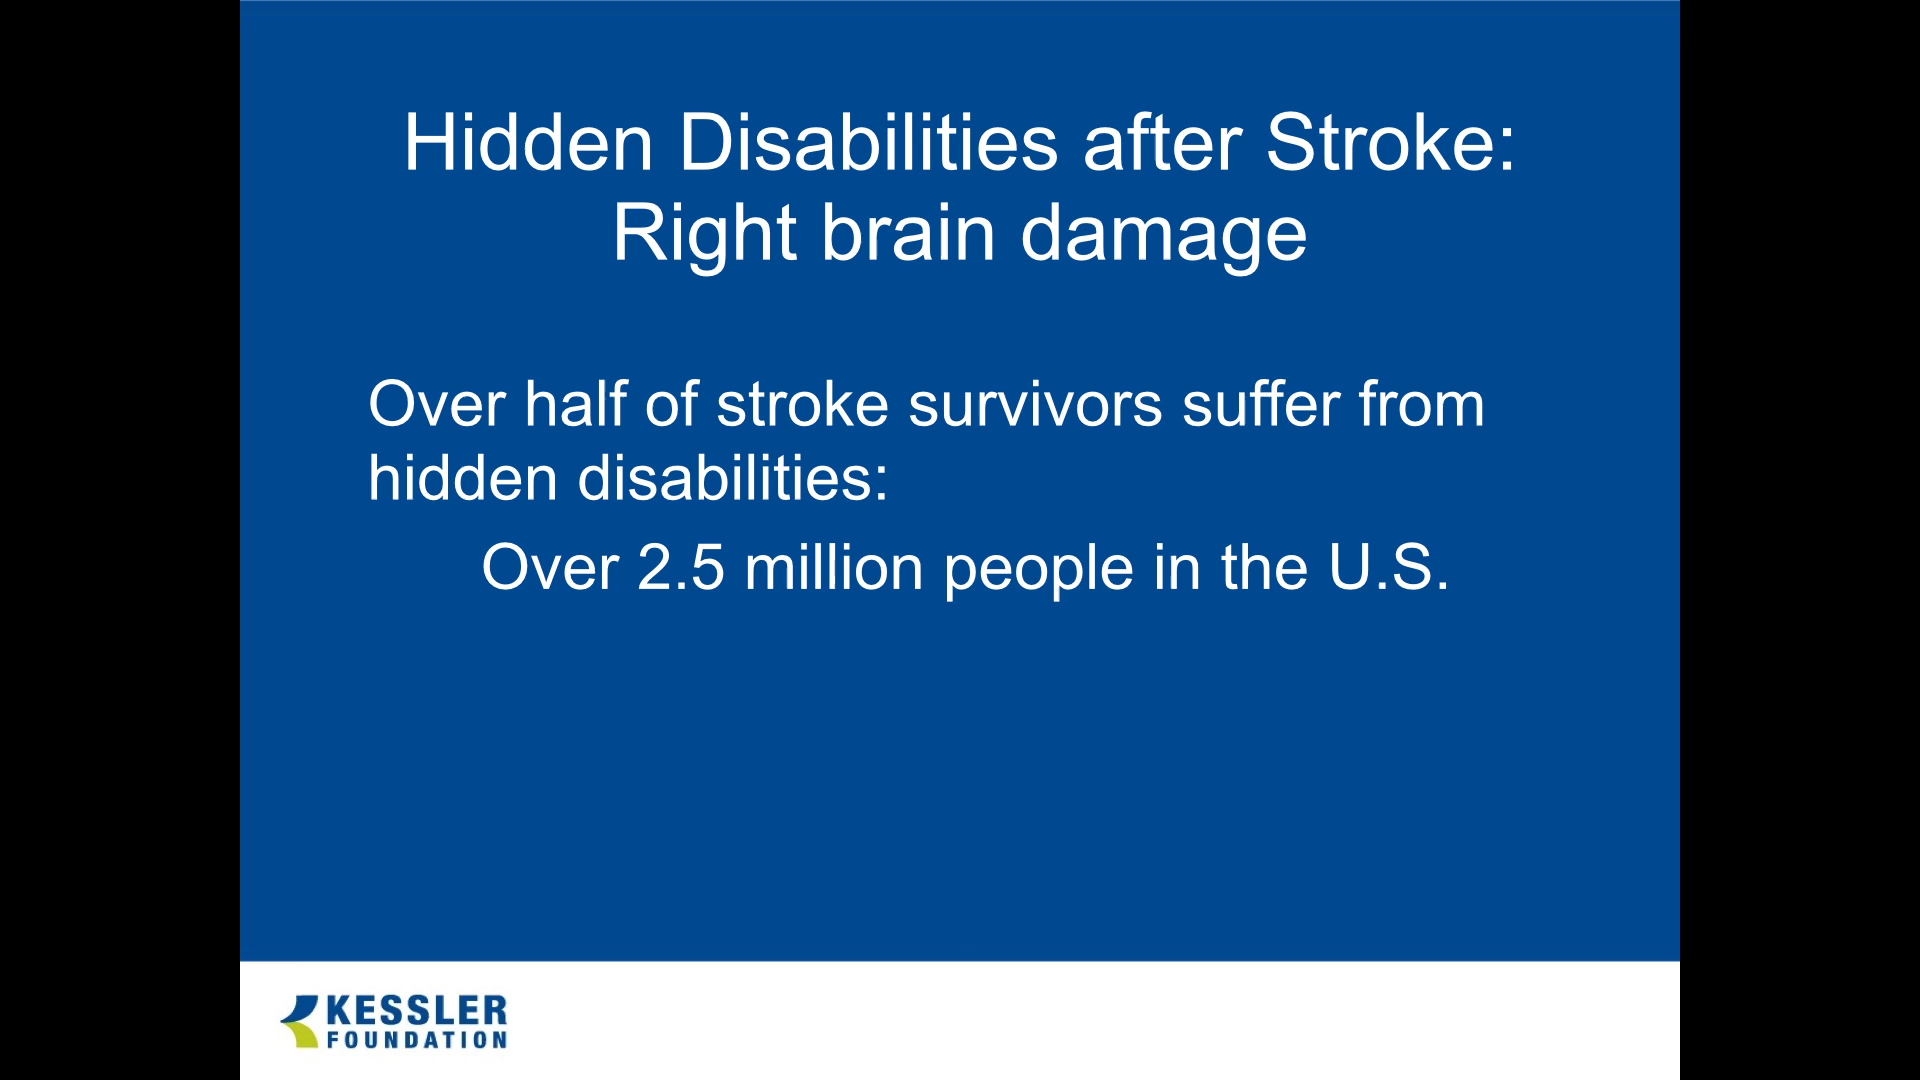 Hidden Disabilities after Stroke:
Right brain damage
Over half of stroke survivors suffer from
hidden disabilities:
Over 2.5 million people in the U.S.
KESSLER
FOUNDATION